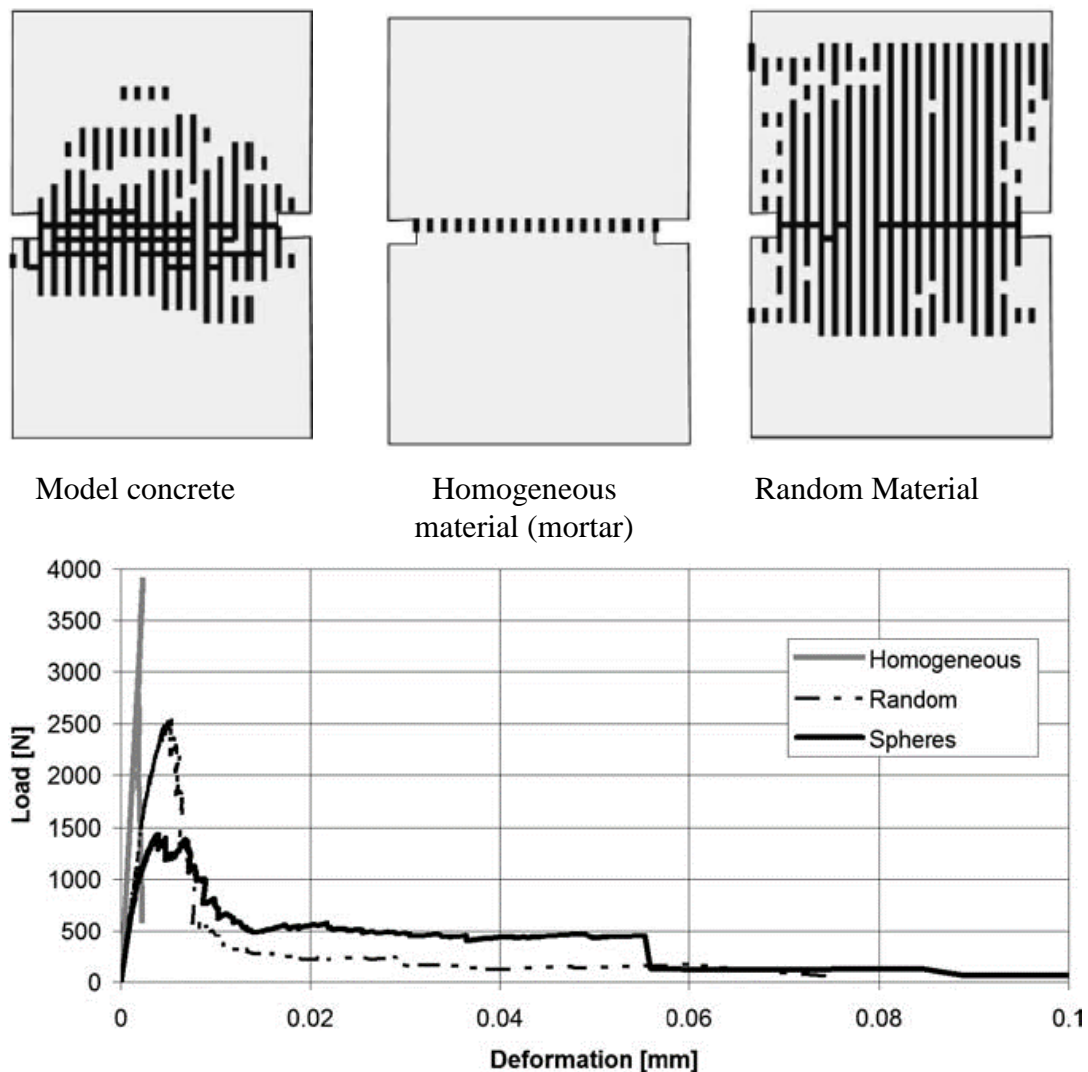 Model concrete
Homogeneous
material (mortar)
Random Material
4000
3500
3000
2500
2000
1500
1000
500
0
Load [N]
Homogeneous
Random
Spheres
0 0.02 0.04 0.06 0.08 0.1
Deformation [mm]